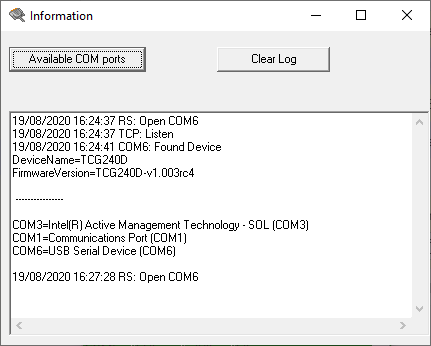 Information
Available COM ports
Clear Log
19/08/2020 16:24:37 RS: Open COM6
19/08/2020 16:24:37 TCP: Listen
19/08/2020 16:24:41 COM6: Found Device
DeviceName=TCG240D
FirmwareVersion=TCG240D-v1.003rc4
----------------
COM3=Intel(R) Active Management Technology - SOL (COM3)
COM1=Communications Port (COM1)
COM6=USB Serial Device (COM6)
19/08/2020 16:27:28 RS: Open COM6